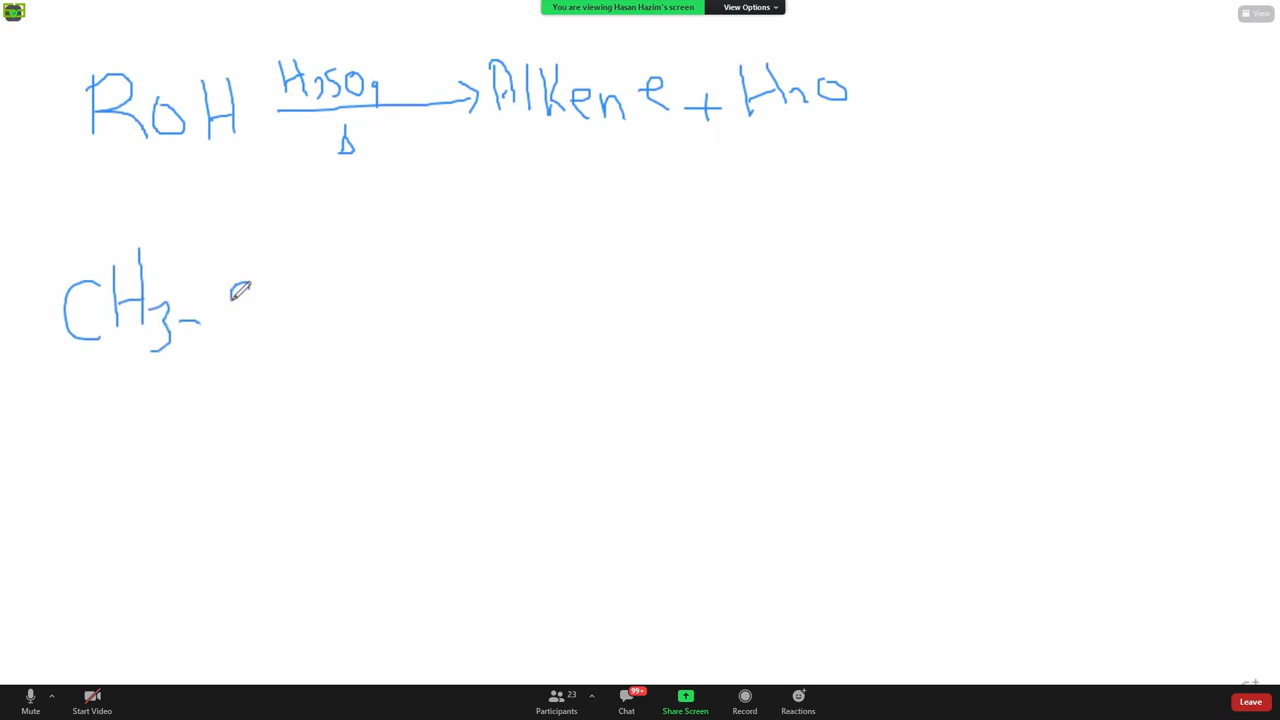 You are viewing Hasan Hazim's screen
View Options
View
ROH H2SO4 → Alkene + H2O
Δ
CH3-
Mute
Start Video
Participants
23
Chat
99+
Share Screen
Record
Reactions
Leave